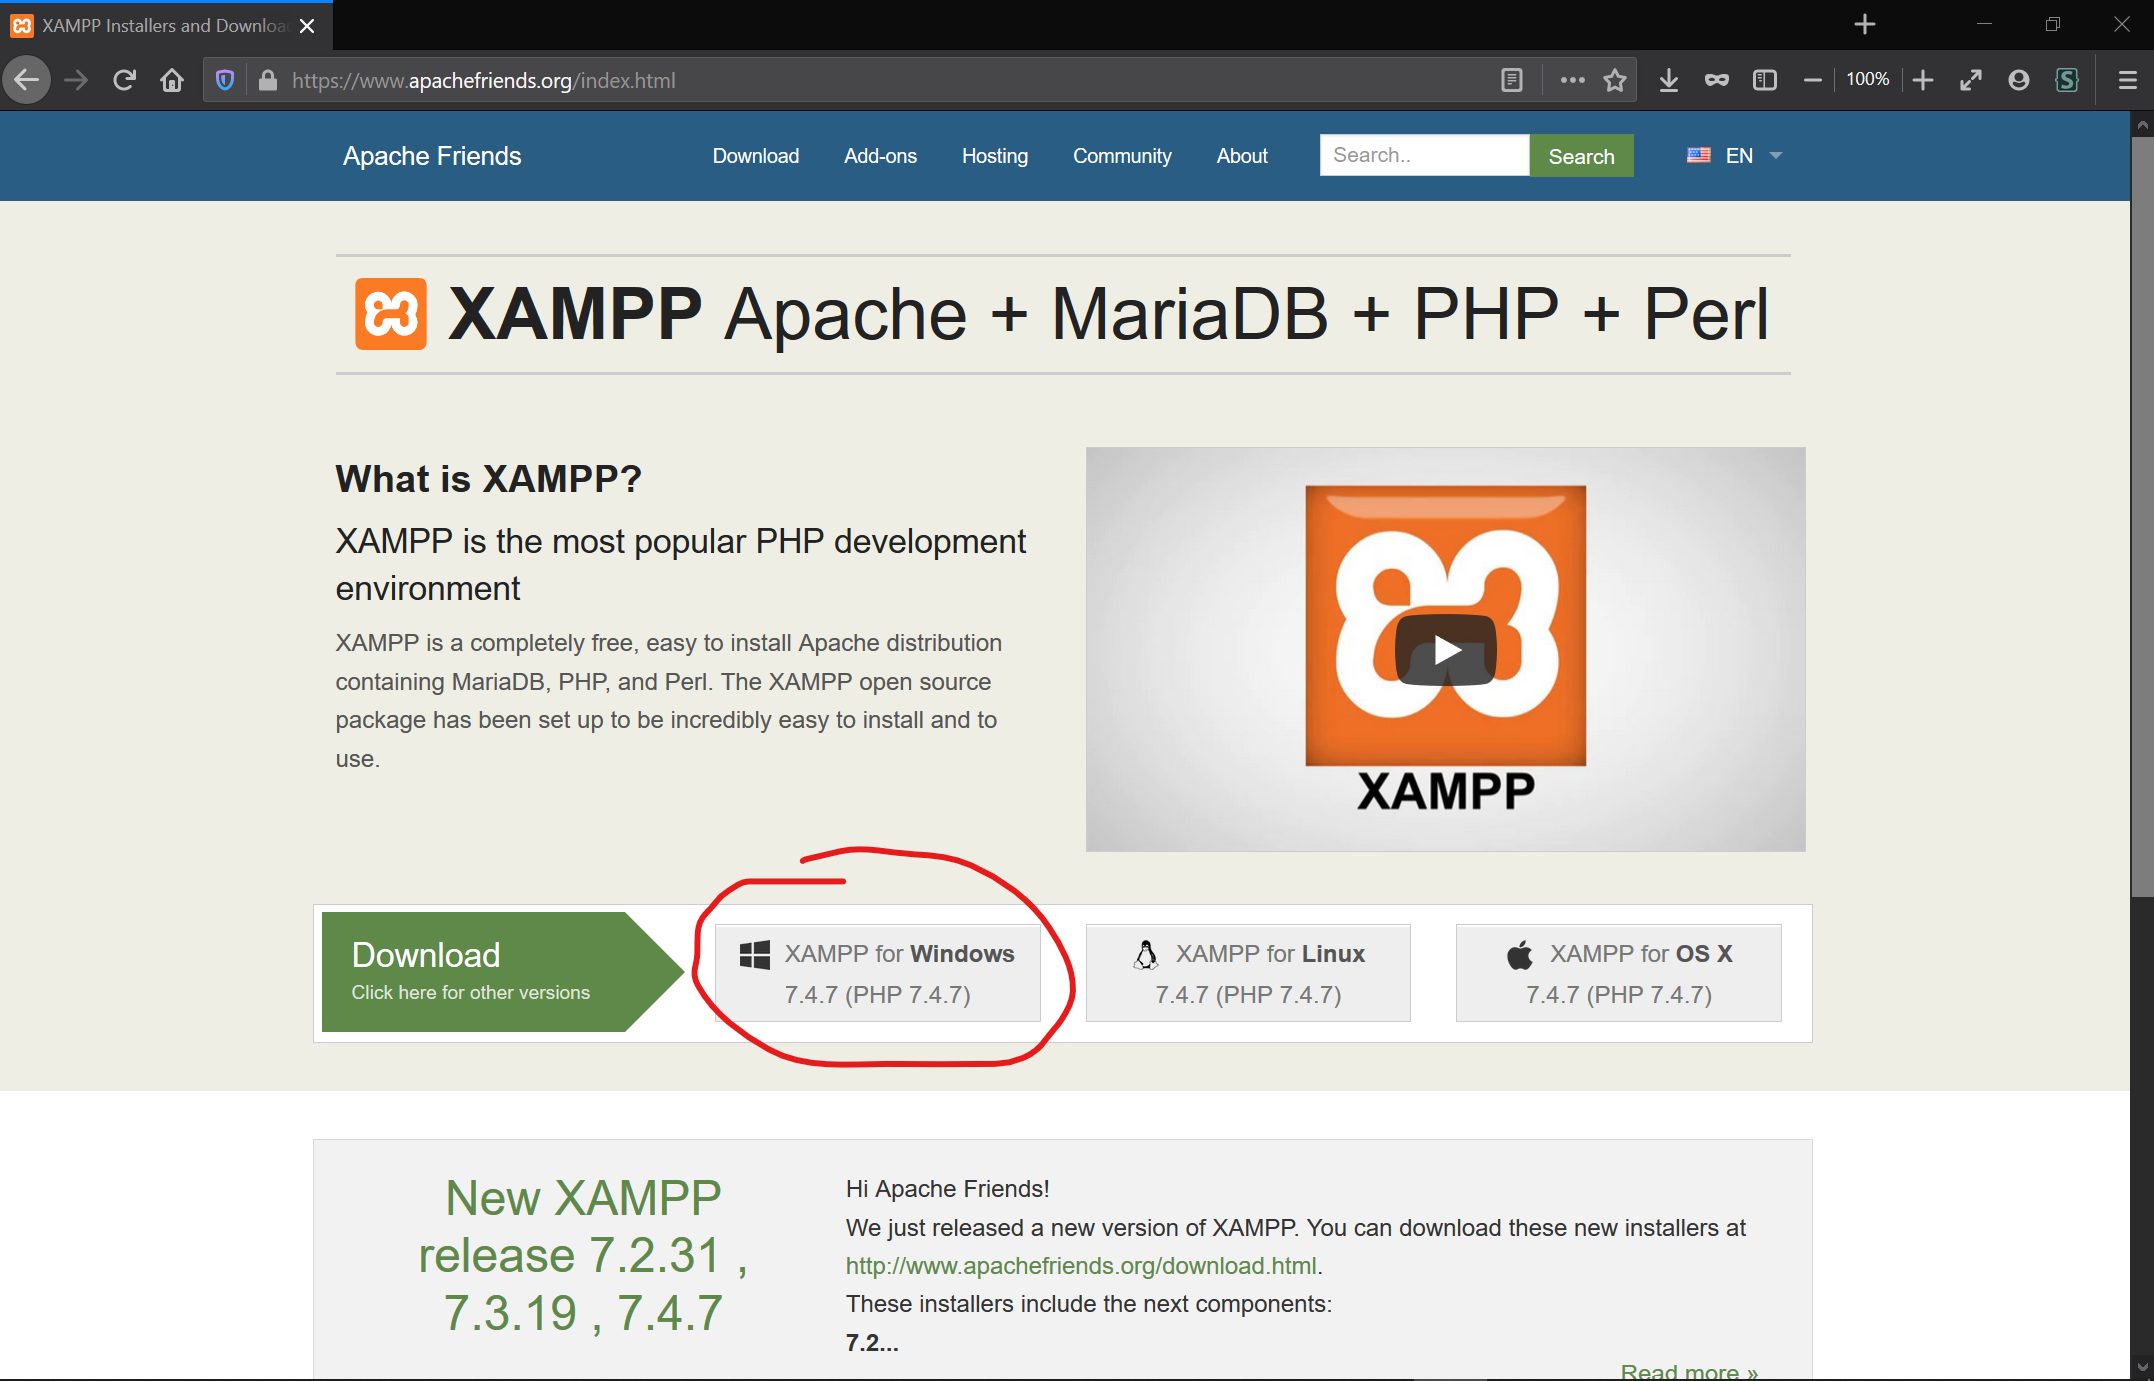 XAMPP Installers and Downloa
https://www.apachefriends.org/index.html
100%
Apache Friends
Download
Add-ons
Hosting
Community
About
Search..
Search
EN
XAMPP Apache + MariaDB + PHP + Perl
What is XAMPP?
XAMPP is the most popular PHP development
environment
XAMPP is a completely free, easy to install Apache distribution
containing MariaDB, PHP, and Perl. The XAMPP open source
package has been set up to be incredibly easy to install and to
use.
XAMPP
Download
Click here for other versions
XAMPP for Windows
7.4.7 (PHP 7.4.7)
XAMPP for Linux
7.4.7 (PHP 7.4.7)
XAMPP for OS X
7.4.7 (PHP 7.4.7)
New XAMPP
release 7.2.31 ,
7.3.19 , 7.4.7
Hi Apache Friends!
We just released a new version of XAMPP. You can download these new installers at
http://www.apachefriends.org/download.html.
These installers include the next components:
7.2...
Read more »